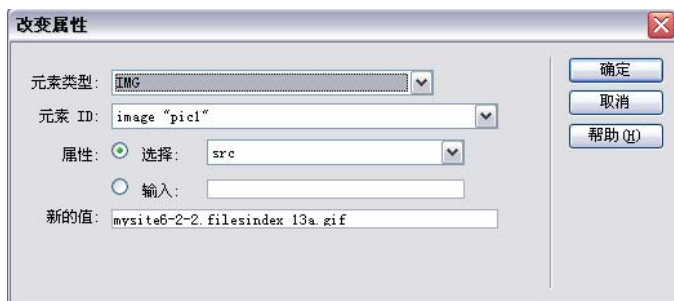 改变属性
元素类型: IMG
确定
元素 ID: image "pic1"
取消
属性: 选择: src
帮助(H)
输入:
新的值: mysite6-2-2.filesindex 13a.gif